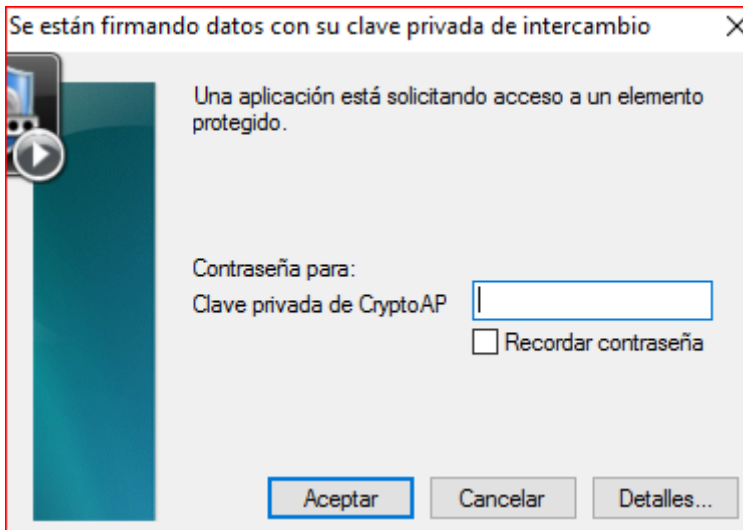 Se están firmando datos con su clave privada de intercambio
Una aplicación está solicitando acceso a un elemento
protegido.
Contraseña para:
Clave privada de CryptoAP
Recordar contraseña
Aceptar
Cancelar
Detalles...